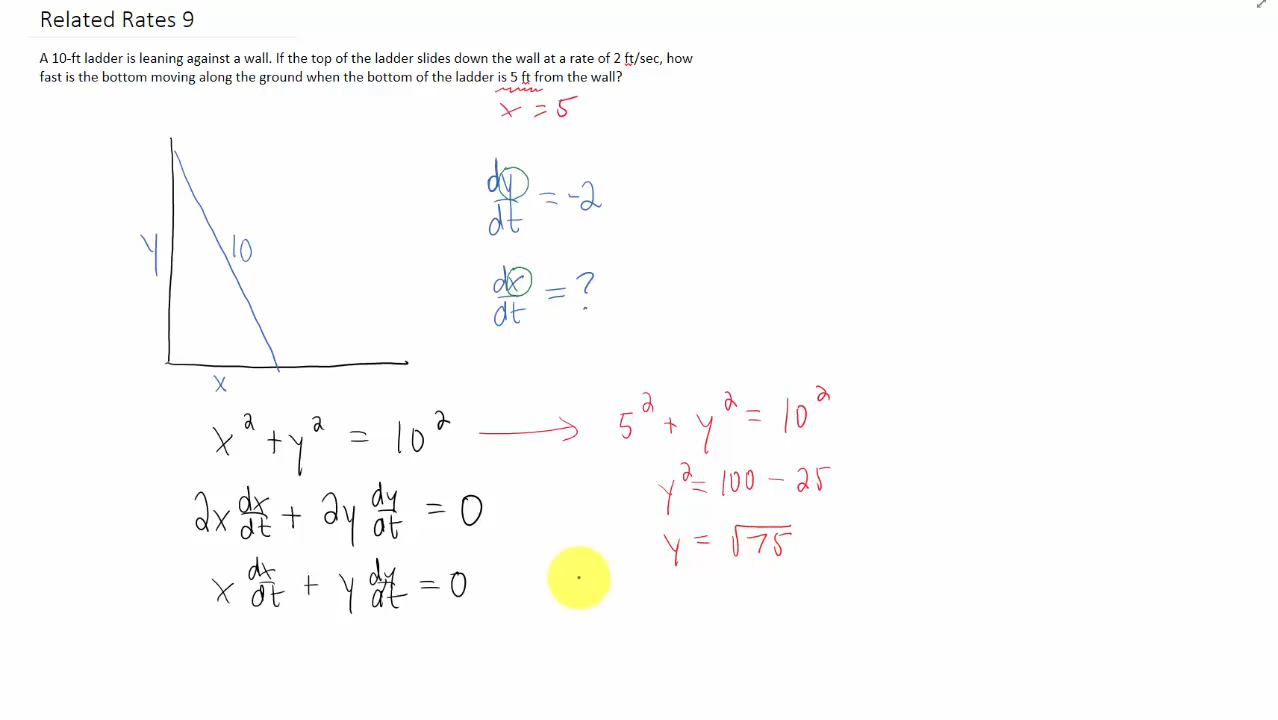 Related Rates 9
A 10-ft ladder is leaning against a wall. If the top of the ladder slides down the wall at a rate of 2 ft/sec, how
fast is the bottom moving along the ground when the bottom of the ladder is 5 ft from the wall?
x = 5
dy/dt = -2
y
10
dx/dt = ?
x
x² + y² = 10² → 5² + y² = 10²
y² = 100 - 25
2x dx/dt + 2y dy/dt = 0
y = √75
x dx/dt + y dy/dt = 0